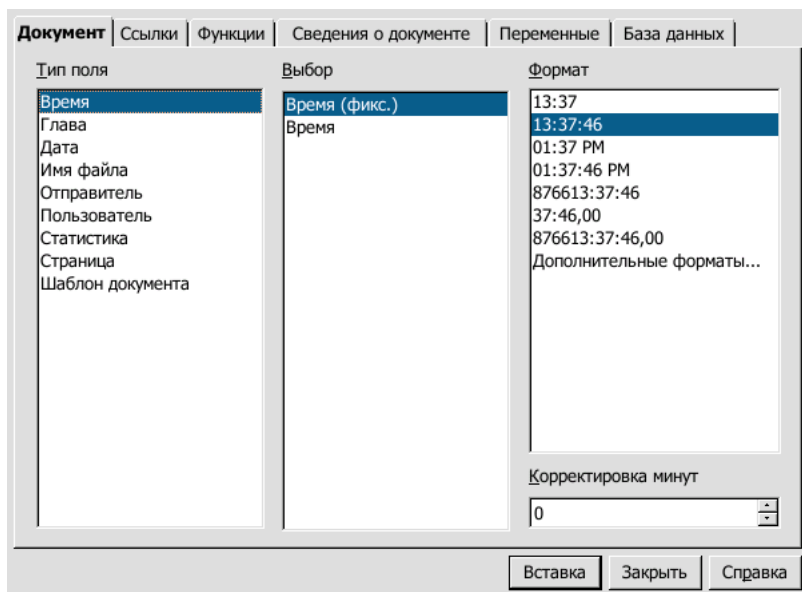 Документ Ссылки Функции Сведения о документе Переменные База данных
Тип поля
Время
Глава
Дата
Имя файла
Отправитель
Пользователь
Статистика
Страница
Шаблон документа
Выбор
Время (фикс.)
Время
Формат
13:37
13:37:46
01:37 PM
01:37:46 PM
876613:37:46
37:46,00
876613:37:46,00
Дополнительные форматы...
Корректировка минут
0
Вставка Закрыть Справка